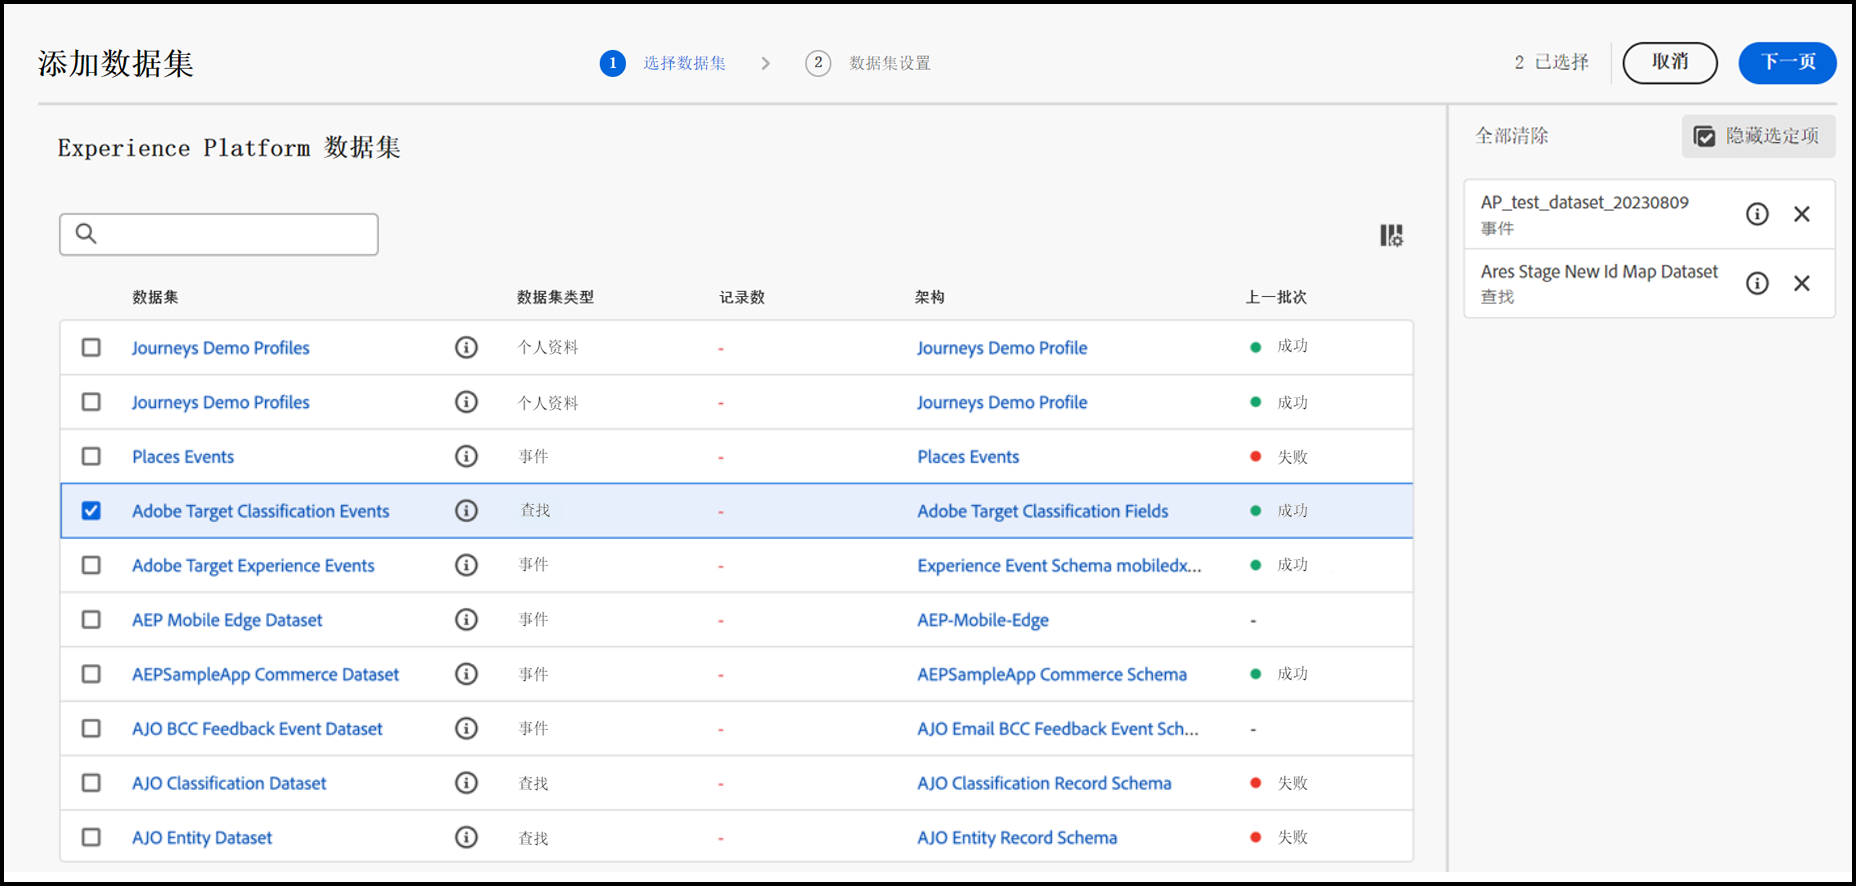 添加数据集
1 选择数据集 2 数据集设置
2 已选择 取消 下一页
Experience Platform 数据集
全部清除 隐藏选定项
AP_test_dataset_20230809
事件
Ares Stage New Id Map Dataset
查找
数据集 数据集类型 记录数 架构 上一批次
Journeys Demo Profiles 个人资料 - Journeys Demo Profile 成功
Journeys Demo Profiles 个人资料 - Journeys Demo Profile 成功
Places Events 事件 - Places Events 失败
Adobe Target Classification Events 查找 - Adobe Target Classification Fields 成功
Adobe Target Experience Events 事件 - Experience Event Schema mobiledx... 成功
AEP Mobile Edge Dataset 事件 - AEP-Mobile-Edge -
AEPSampleApp Commerce Dataset 事件 - AEPSampleApp Commerce Schema 成功
AJO BCC Feedback Event Dataset 事件 - AJO Email BCC Feedback Event Sch... -
AJO Classification Dataset 查找 - AJO Classification Record Schema 失败
AJO Entity Dataset 查找 - AJO Entity Record Schema 失败